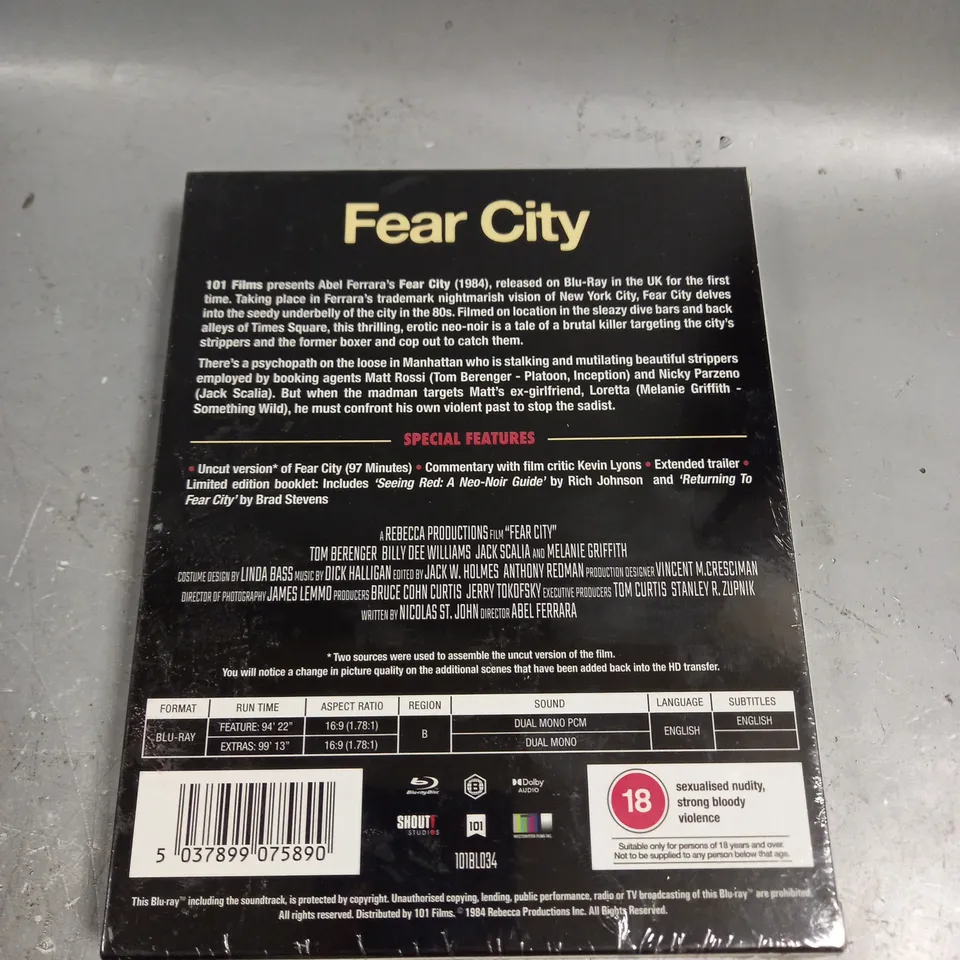 Fear City
101 Films presents Abel Ferrara's Fear City (1984), released on Blu-Ray in the UK for the first
time. Taking place in Ferrara's trademark nightmarish vision of New York City, Fear City delves
into the seedy underbelly of the city in the 80s. Filmed on location in the sleazy dive bars and back
alleys of Times Square, this thrilling, erotic neo-noir is a tale of a brutal killer targeting the city's
strippers and the former boxer and cop out to catch them.
There's a psychopath on the loose in Manhattan who is stalking and mutilating beautiful strippers
employed by booking agents Matt Rossi (Tom Berenger - Platoon, Inception) and Nicky Parzeno
(Jack Scalia). But when the madman targets Matt's ex-girlfriend, Loretta (Melanie Griffith -
Something Wild), he must confront his own violent past to stop the sadist.
SPECIAL FEATURES
• Uncut version* of Fear City (97 Minutes) • Commentary with film critic Kevin Lyons • Extended trailer •
Limited edition booklet: Includes 'Seeing Red: A Neo-Noir Guide' by Rich Johnson and 'Returning To
Fear City' by Brad Stevens
A REBECCA PRODUCTIONS FILM "FEAR CITY"
TOM BERENGER BILLY DEE WILLIAMS JACK SCALIA AND MELANIE GRIFFITH
COSTUME DESIGN BY LINDA BASS MUSIC BY DICK HALLIGAN EDITED BY JACK W. HOLMES ANTHONY REDMAN PRODUCTION DESIGNER VINCENT M.CRESCIMAN
DIRECTOR OF PHOTOGRAPHY JAMES LEMMO PRODUCERS BRUCE COHN CURTIS JERRY TOKOFSKY EXECUTIVE PRODUCERS TOM CURTIS STANLEY R. ZUPNIK
WRITTEN BY NICOLAS ST. JOHN DIRECTOR ABEL FERRARA
* Two sources were used to assemble the uncut version of the film.
You will notice a change in picture quality on the additional scenes that have been added back into the HD transfer.
FORMAT RUN TIME ASPECT RATIO REGION SOUND LANGUAGE SUBTITLES
BLU-RAY FEATURE: 94' 22" 16:9 (1.78:1) B DUAL MONO PCM ENGLISH ENGLISH
EXTRAS: 99' 13" 16:9 (1.78:1) DUAL MONO
Blu-ray Disc B Dolby AUDIO
SHOUT! STUDIOS 101
101BL034
5 037899 075890
18
sexualised nudity,
strong bloody
violence
Suitable only for persons of 18 years and over.
Not to be supplied to any person below that age.
This Blu-ray™ including the soundtrack, is protected by copyright. Unauthorised copying, lending, public performance, radio or TV broadcasting of this Blu-ray™ are prohibited.
All rights reserved. Distributed by 101 Films. © 1984 Rebecca Productions Inc. All Rights Reserved.